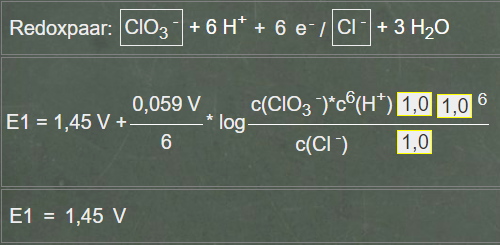 Redoxpaar: ClO₃⁻ + 6 H⁺ + 6 e⁻ / Cl⁻ + 3 H₂O
E1 = 1,45 V + 0,059 V / 6 * log c(ClO₃⁻)*c⁶(H⁺) 1,0 1,0 ⁶ / c(Cl⁻) 1,0
E1 = 1,45 V